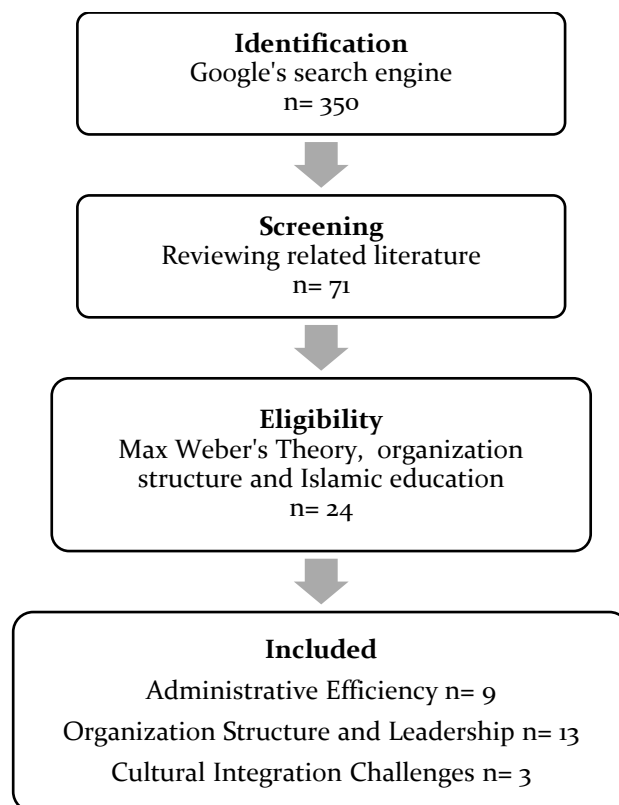 Identification
Google's search engine
n= 350
Screening
Reviewing related literature
n= 71
Eligibility
Max Weber's Theory, organization
structure and Islamic education
n= 24
Included
Administrative Efficiency n= 9
Organization Structure and Leadership n= 13
Cultural Integration Challenges n= 3